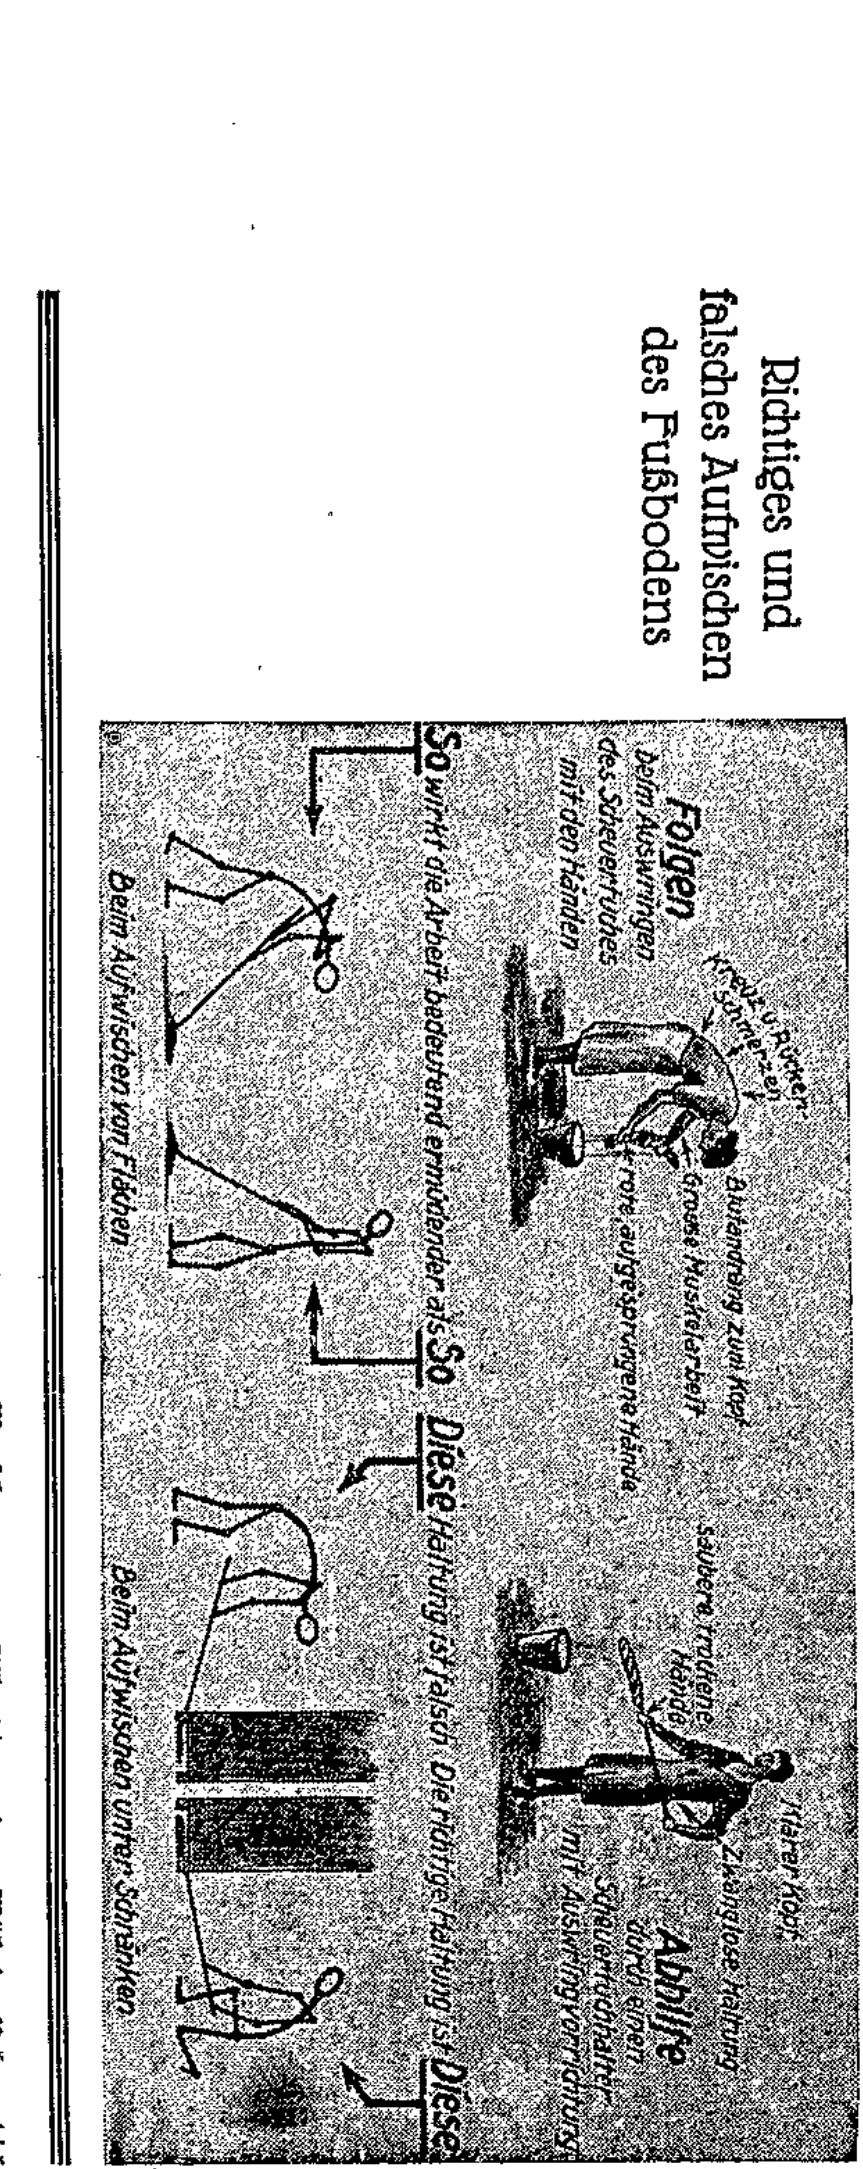 Richtiges und
falsches Aufwischen
des Fußbodens
Folgen
beim Auswringen
des Scheuertuches
mit den Händen
Kreuz u. Rücken-
Schmerzen
Blutandrang zum Kopf
Grosse Muskelarbeit
rote aufgesprungene Hände
saubere, trockene
Hände
Klarer Kopf
Zwanglose Haltung
Abhilfe
durch einen
Scheuertuchhalter
mit Auswringvorrichtung
So wirkt die Arbeit bedeutend ermüdender als So
Diese Haltung ist falsch. Die richtige Haltung ist Diese
Beim Aufwischen von Flächen
Beim Aufwischen unter Schränken